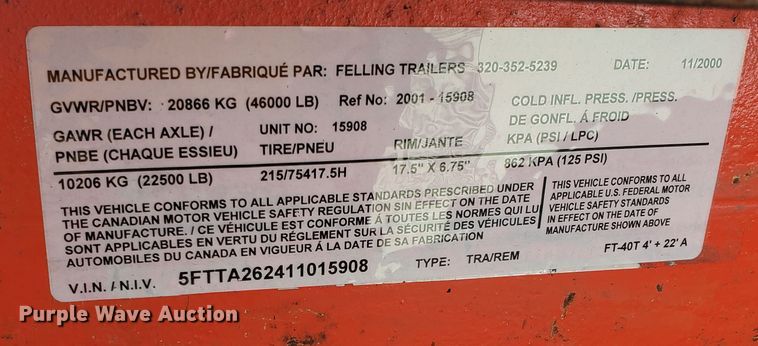 MANUFACTURED BY/FABRIQUÉ PAR: FELLING TRAILERS 320-352-5239 DATE: 11/2000
GVWR/PNBV: 20866 KG (46000 LB) Ref No: 2001 - 15908
COLD INFL. PRESS./PRESS.
DE GONFL. Á FROID
KPA (PSI / LPC)
GAWR (EACH AXLE) / UNIT NO: 15908
PNBE (CHAQUE ESSIEU) TIRE/PNEU RIM/JANTE
10206 KG (22500 LB) 215/75417.5H 17.5" X 6.75" 862 KPA (125 PSI)
THIS VEHICLE CONFORMS TO ALL APPLICABLE STANDARDS PRESCRIBED UNDER
THE CANADIAN MOTOR VEHICLE SAFETY REGULATION SIN EFFECT ON THE DATE
OF MANUFACTURE. / CE VÉHICULE EST CONFORME Á TOUTES LES NORMES QUI LU
SONT APPLICABLES EN VERTU DU RÉGLEMENT SUR LA SÉCURITÉ DES VÉHICULES
AUTOMOBILES DU CANADA EN VIGUEUR Á LA DATE DE SA FABRICATION
THIS VEHICLE CONFORMS TO ALL
APPLICABLE U.S. FEDERAL MOTOR
VEHICLE SAFETY STANDARDS
IN EFFECT ON THE DATE OF
MANUFACTURE SHOWN ABOVE
FT-40T 4' + 22' A
V.I.N. / N.I.V. 5FTTA262411015908 TYPE: TRA/REM
Purple Wave Auction